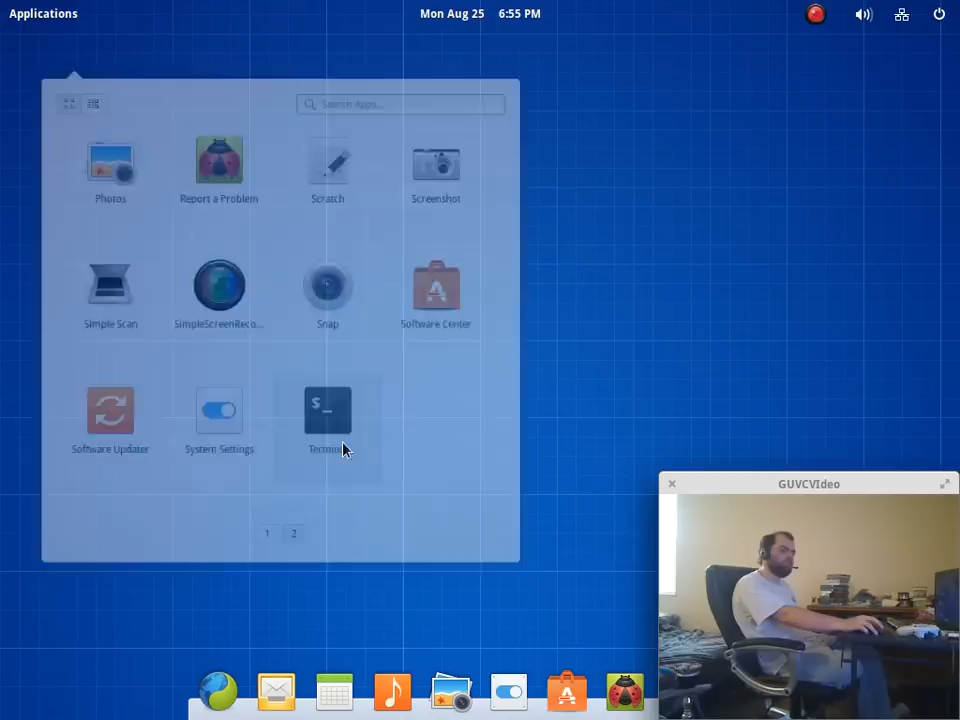 Applications
Mon Aug 25 6:55 PM
Search Apps...
Photos
Report a Problem
Scratch
Screenshot
Simple Scan
SimpleScreenReco...
Snap
Software Center
Software Updater
System Settings
Termin
$_
1 2
GUVCVIdeo